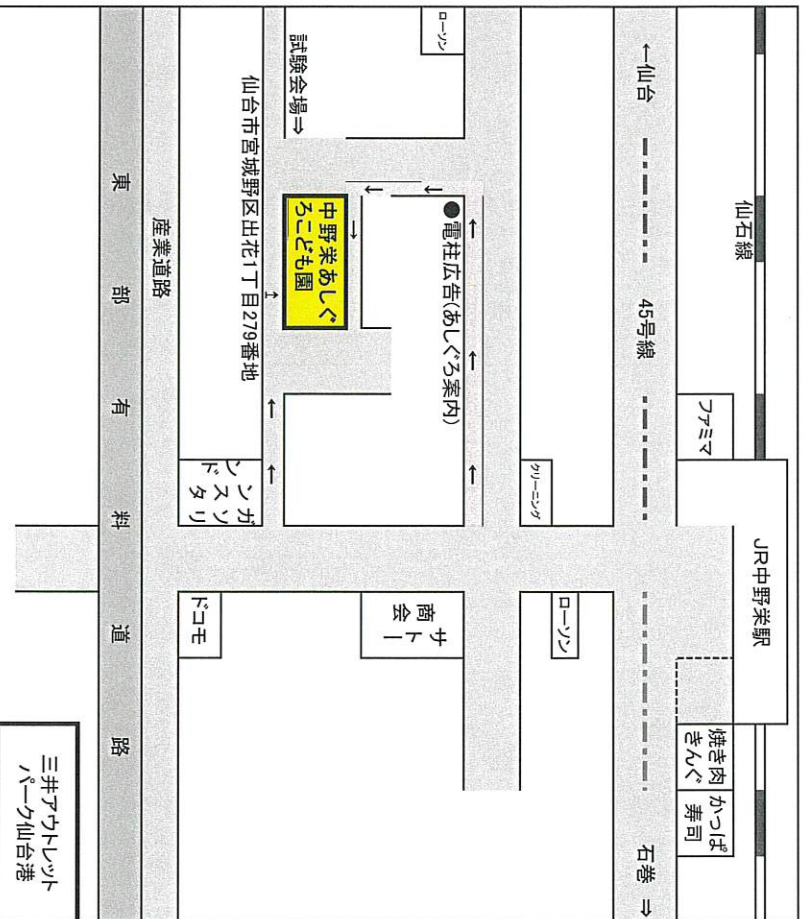 仙石線
JR中野栄駅
ファミマ
焼き肉
きんぐ
かっぱ
寿司
←仙台
45号線
石巻 ⇒
ローソン
クリーニング
ローソン
●電柱広告(あしぐろ案内)
試験会場⇒
中野栄あしぐ
ろこども園
仙台市宮城野区出花1丁目279番地
サトー
商会
ガソリ
ンスタ
ンド
ドコモ
産業道路
東部有料道路
三井アウトレット
パーク仙台港